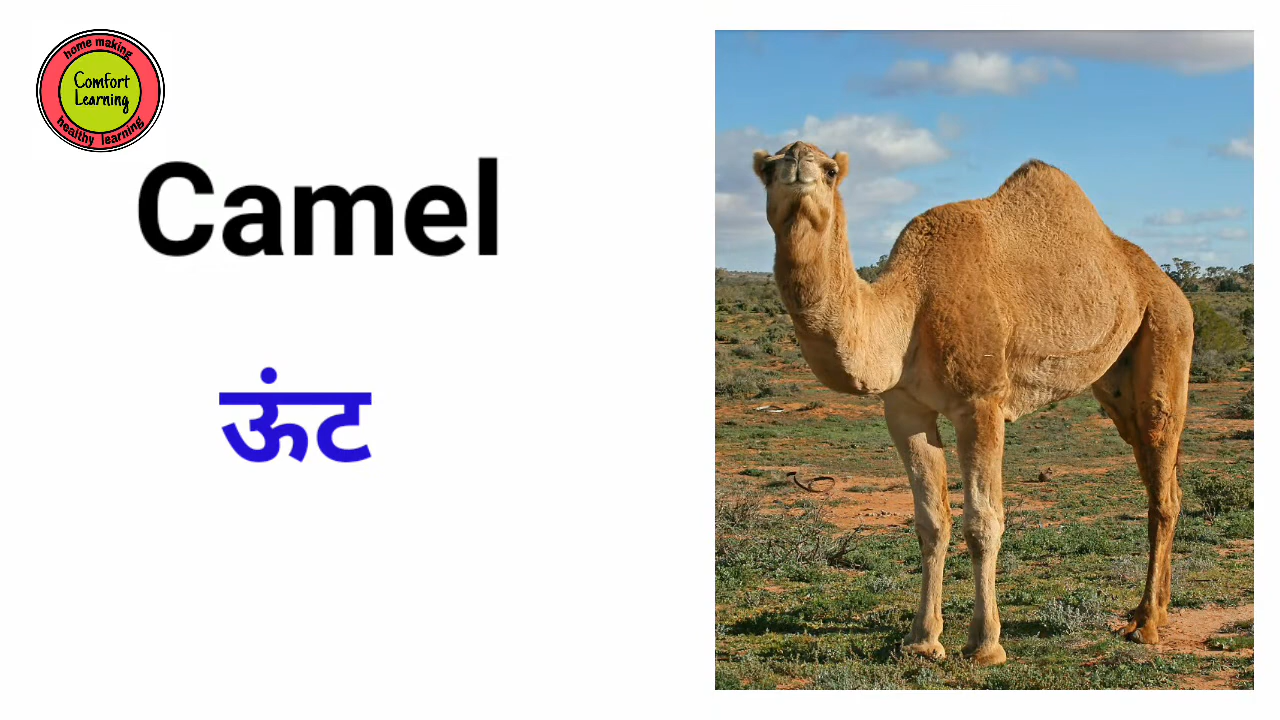 home making
Comfort
Learning
healthy learning
Camel
ऊंट